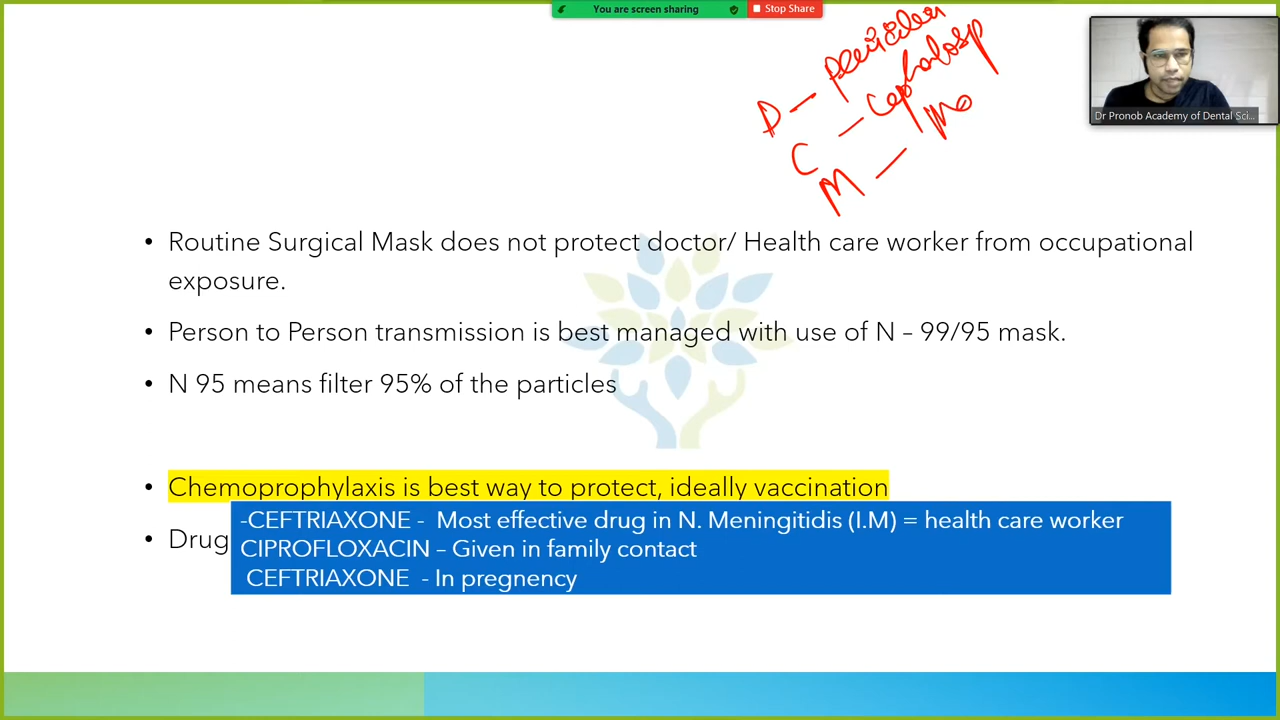 You are screen sharing
Stop Share
P – penicillin
C – Cephalosp
M – Mo
Dr Pronob Academy of Dental Sci...
• Routine Surgical Mask does not protect doctor/ Health care worker from occupational
exposure.
• Person to Person transmission is best managed with use of N – 99/95 mask.
• N 95 means filter 95% of the particles
• Chemoprophylaxis is best way to protect, ideally vaccination
-CEFTRIAXONE - Most effective drug in N. Meningitidis (I.M) = health care worker
• Drug
CIPROFLOXACIN – Given in family contact
CEFTRIAXONE - In pregnency